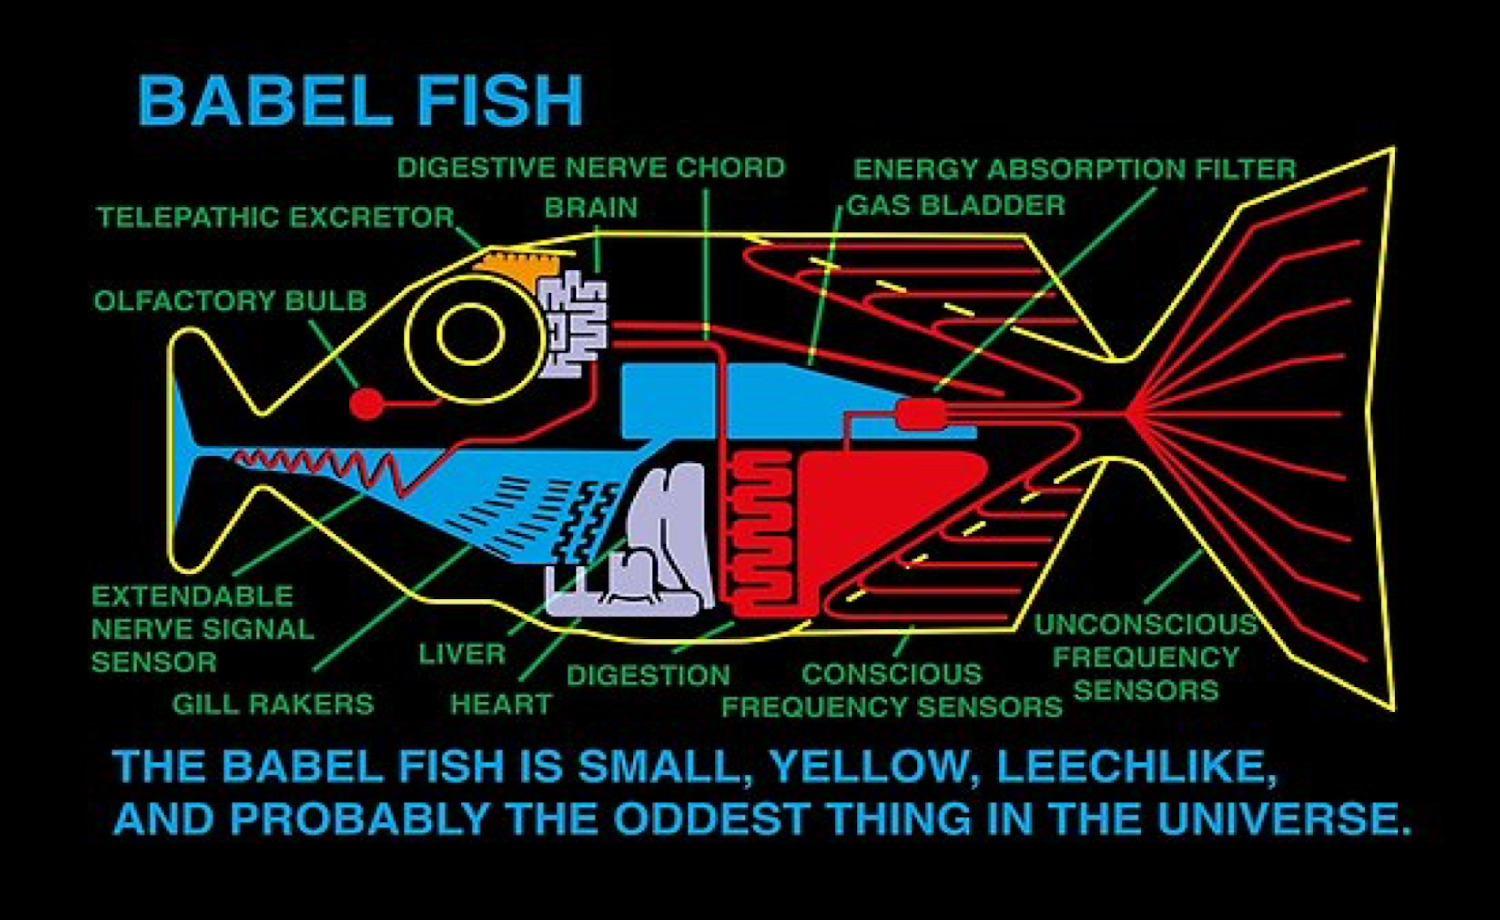 BABEL FISH
DIGESTIVE NERVE CHORD
ENERGY ABSORPTION FILTER
TELEPATHIC EXCRETOR
BRAIN
GAS BLADDER
OLFACTORY BULB
EXTENDABLE
NERVE SIGNAL
SENSOR
GILL RAKERS
LIVER
HEART
DIGESTION
CONSCIOUS
FREQUENCY SENSORS
UNCONSCIOUS
FREQUENCY
SENSORS
THE BABEL FISH IS SMALL, YELLOW, LEECHLIKE,
AND PROBABLY THE ODDEST THING IN THE UNIVERSE.